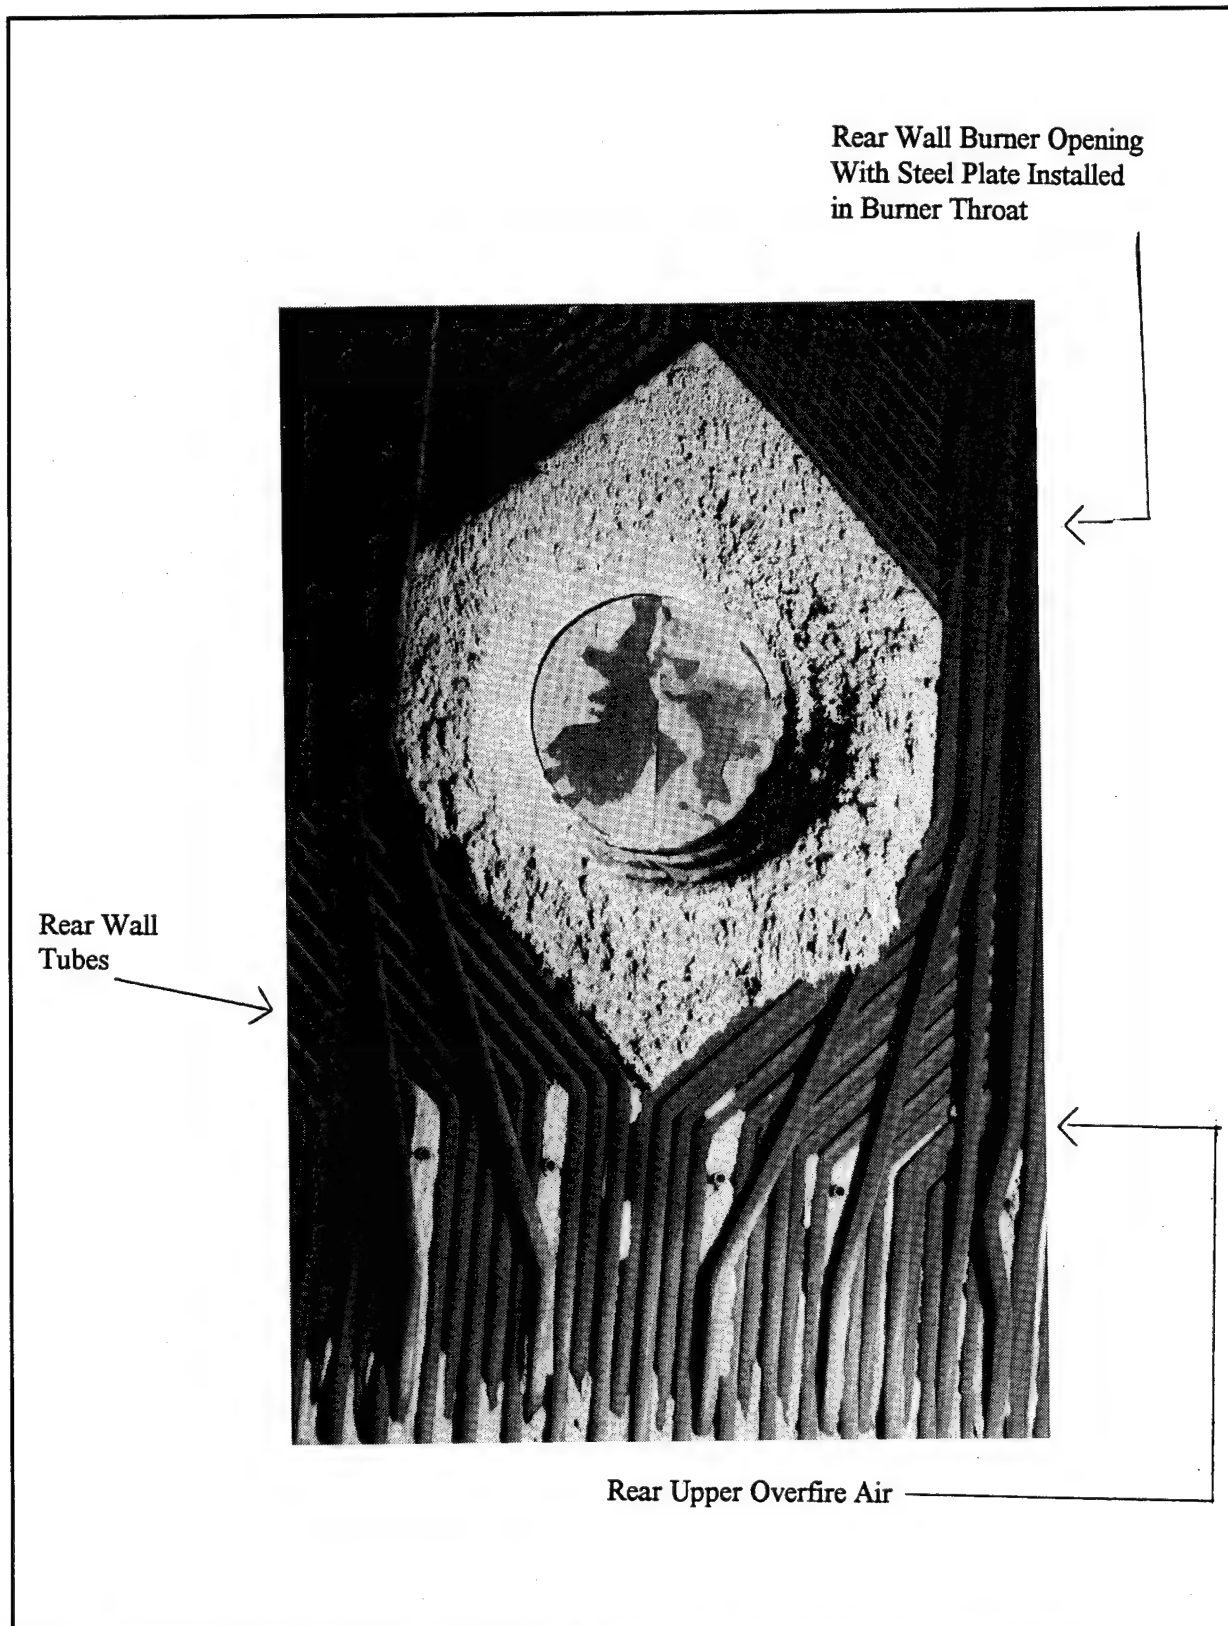 Rear Wall Burner Opening
With Steel Plate Installed
in Burner Throat
Rear Wall
Tubes
Rear Upper Overfire Air